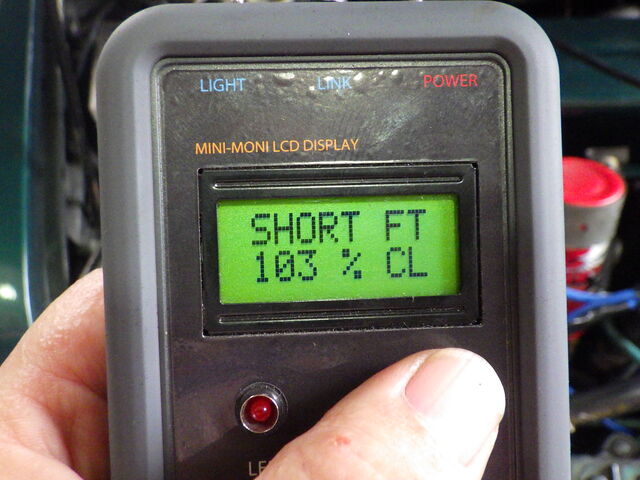 LIGHT LINK POWER
MINI-MONI LCD DISPLAY
SHORT FT
103 % CL